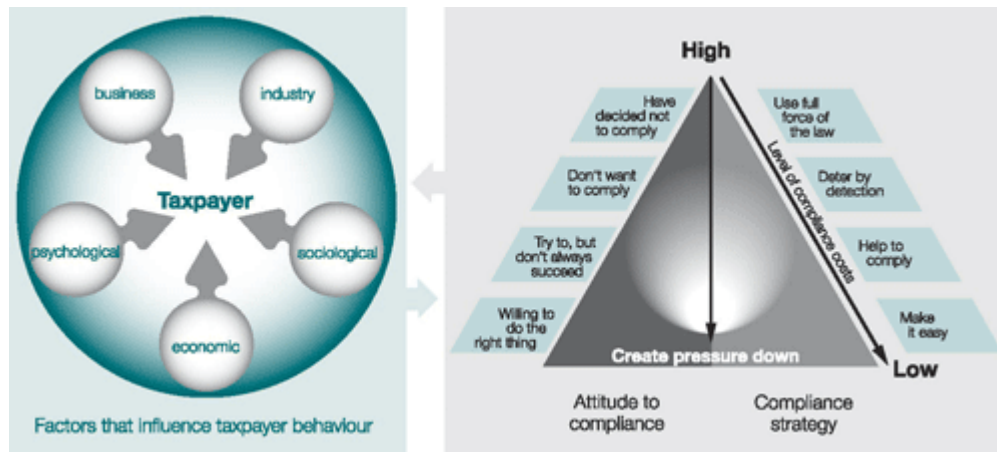 business
industry
Taxpayer
psychological
sociological
economic
Factors that influence taxpayer behaviour
High
Have
decided not
to comply
Use full
force of
the law
Don't want
to comply
Deter by
detection
Level of compliance costs
Try to, but
don't always
succeed
Help to
comply
Willing to
do the
right thing
Make
it easy
Create pressure down
Low
Attitude to
compliance
Compliance
strategy